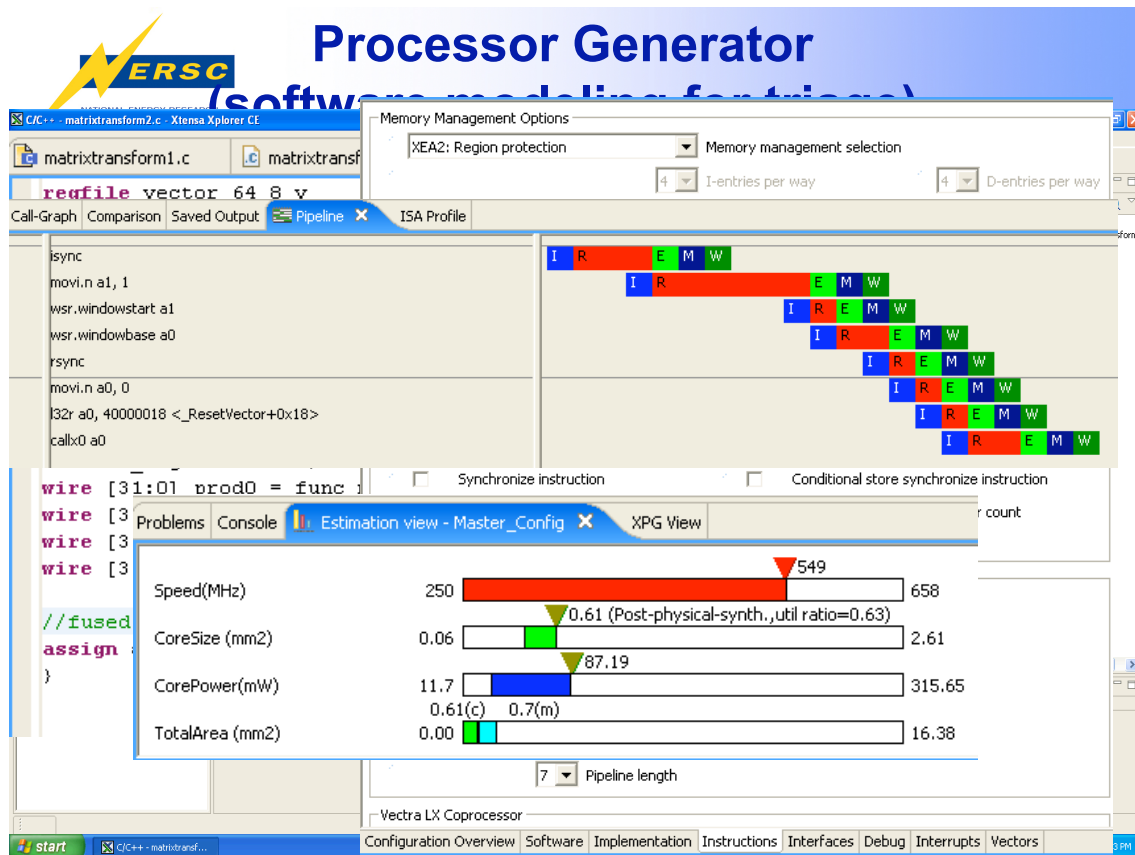 Processor Generator
(software modeling for triage)
NERSC
C/C++ - matrixtransform2.c - Xtensa Xplorer CE
matrixtransform1.c
matrixtransf
regfile vector 64 8 v
Memory Management Options
XEA2: Region protection
Memory management selection
4 I-entries per way
4 D-entries per way
Call-Graph Comparison Saved Output Pipeline ISA Profile
isync I R E M W
movi.n a1, 1 I R E M W
wsr.windowstart a1 I R E M W
wsr.windowbase a0 I R E M W
rsync I R E M W
movi.n a0, 0 I R E M W
l32r a0, 40000018 <_ResetVector+0x18> I R E M W
callx0 a0 I R E M W
Synchronize instruction
Conditional store synchronize instruction
count
wire [31:0] prod0 = func
wire [3
wire [3
wire [3
//fused
assign
}
Problems Console Estimation view - Master_Config XPG View
549
Speed(MHz) 250 658
0.61 (Post-physical-synth.,util ratio=0.63)
CoreSize (mm2) 0.06 2.61
87.19
CorePower(mW) 11.7 315.65
0.61(c) 0.7(m)
TotalArea (mm2) 0.00 16.38
7 Pipeline length
Vectra LX Coprocessor
Configuration Overview Software Implementation Instructions Interfaces Debug Interrupts Vectors
start
C/C++ - matrixtransf...
3 PM